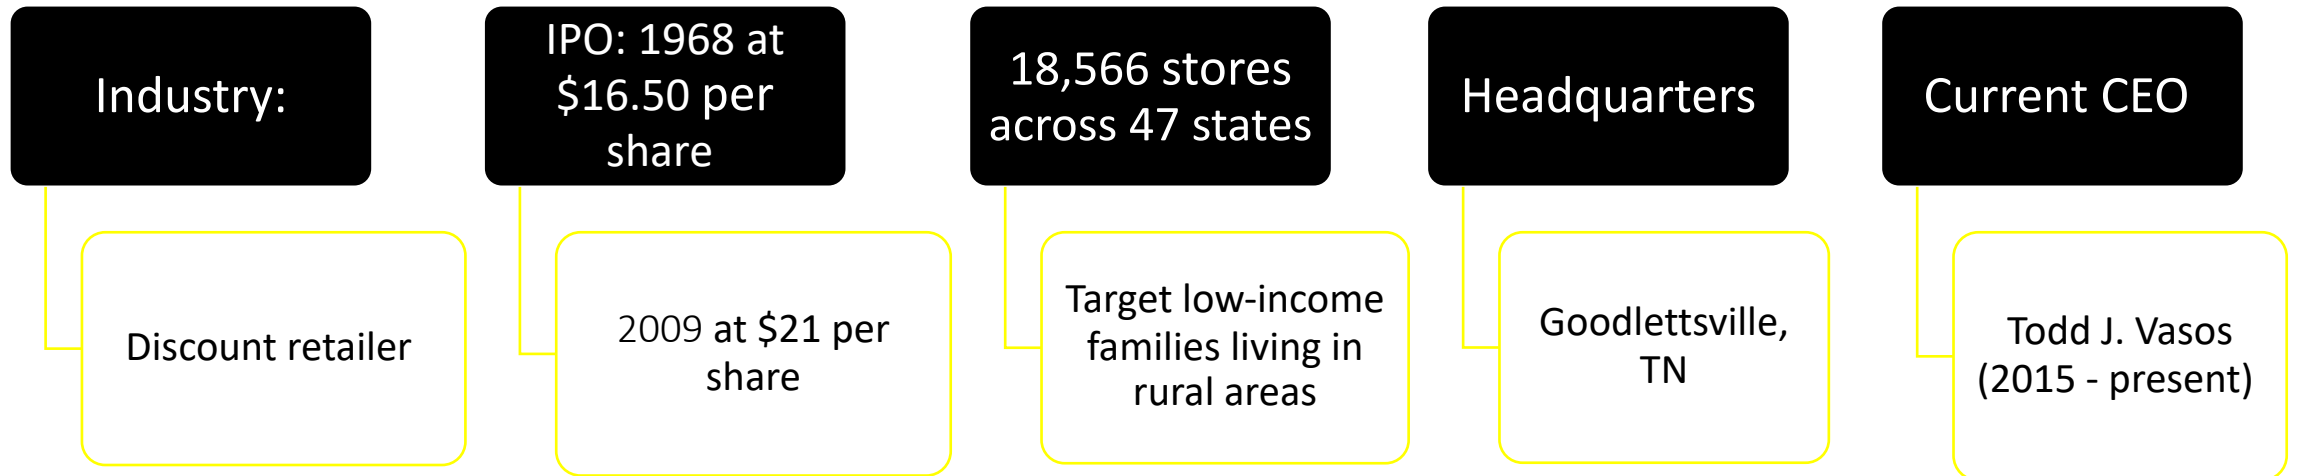 Industry:
Discount retailer
IPO: 1968 at
$16.50 per
share
2009 at $21 per
share
18,566 stores
across 47 states
Target low-income
families living in
rural areas
Headquarters
Goodlettsville,
TN
Current CEO
Todd J. Vasos
(2015 - present)